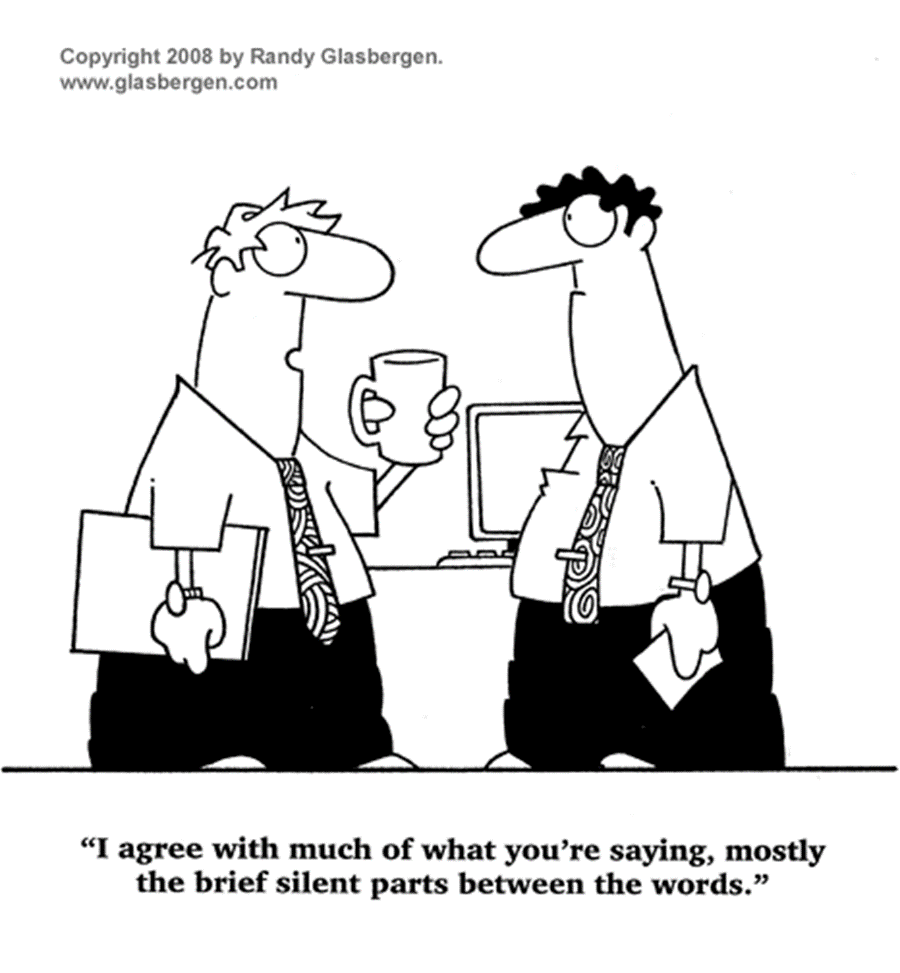 Copyright 2008 by Randy Glasbergen.
www.glasbergen.com
“I agree with much of what you’re saying, mostly
the brief silent parts between the words.”